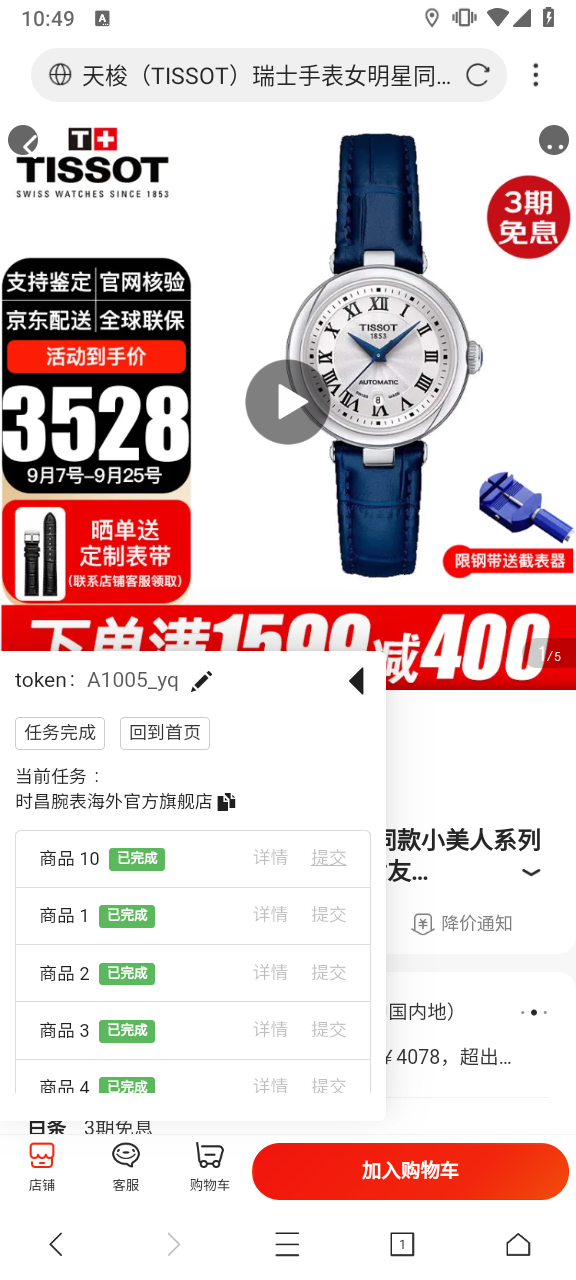 10:49
天梭（TISSOT）瑞士手表女明星同...
TISSOT
SWISS WATCHES SINCE 1853
3期
免息
支持鉴定 官网核验
京东配送 全球联保
活动到手价
3528
9月7号-9月25号
TISSOT
1853
AUTOMATIC
8
晒单送
定制表带
(联系店铺客服领取)
限钢带送截表器
下单满1599减400
1/5
token： A1005_yq
任务完成 回到首页
当前任务：
时昌腕表海外官方旗舰店
同款小美人系列
友...
降价通知
商品 10 已完成 详情 提交
商品 1 已完成 详情 提交
商品 2 已完成 详情 提交
商品 3 已完成 详情 提交
商品 4 已完成 详情 提交
国内地）
￥4078，超出...
白条 3期免息
店铺 客服 购物车 加入购物车
1